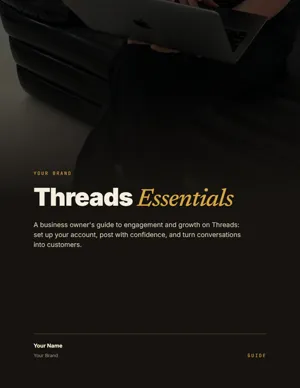 YOUR BRAND
Threads Essentials
A business owner's guide to engagement and growth on Threads:
set up your account, post with confidence, and turn conversations
into customers.
Your Name
Your Brand
GUIDE